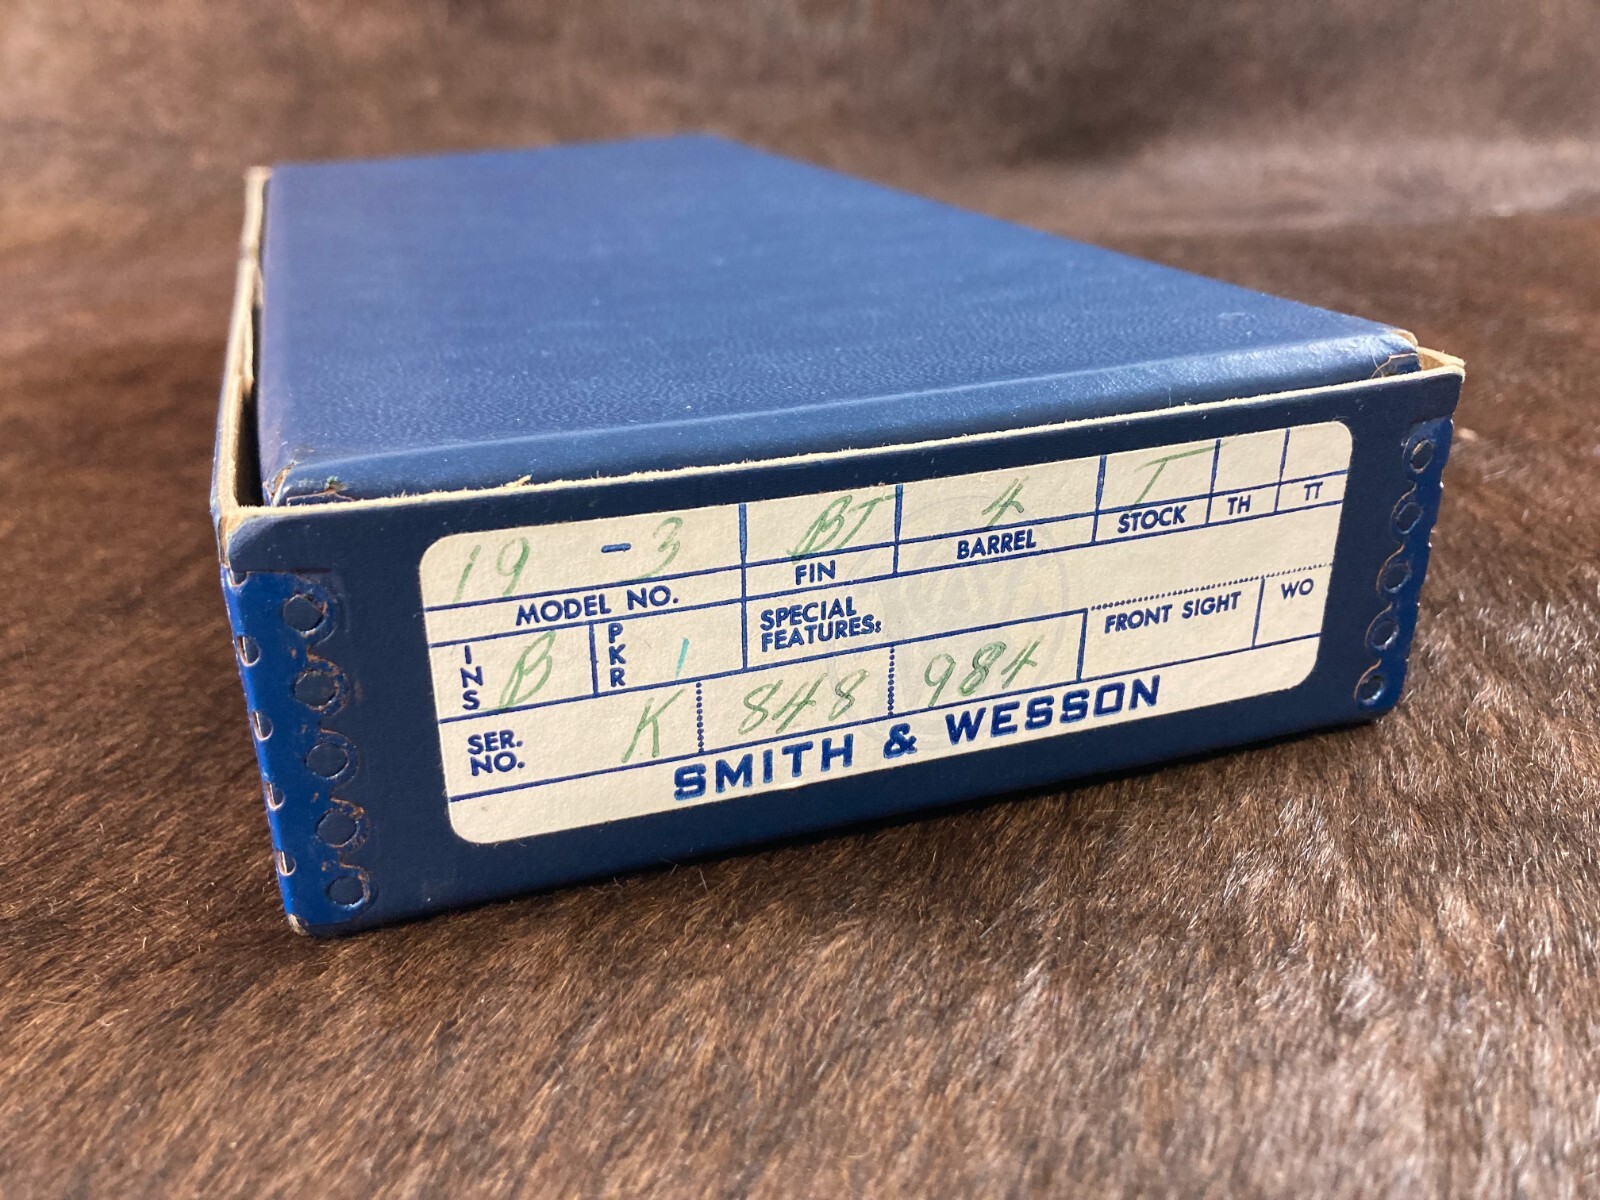 19 - 3 BT 4 T
MODEL NO. FIN BARREL STOCK TH TT
INS B PKR 1 SPECIAL
FEATURES: FRONT SIGHT WO
SER.
NO. K 848 984
SMITH & WESSON